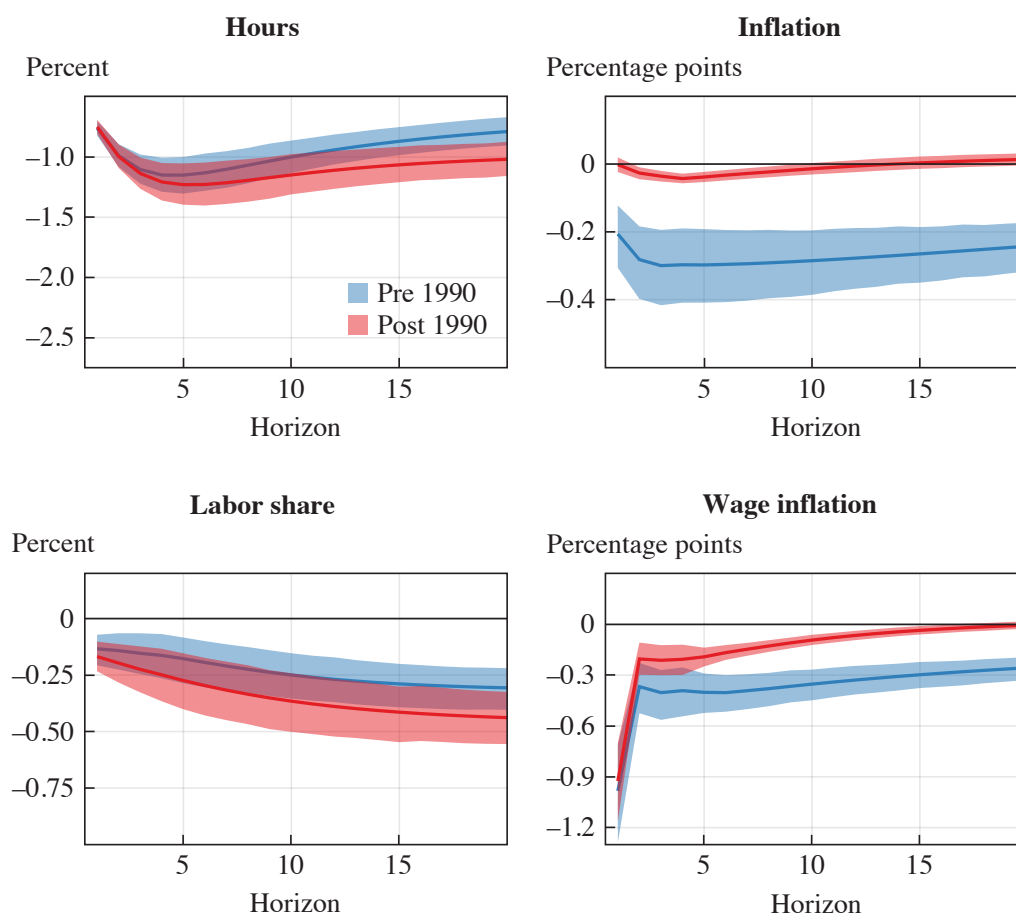 Hours
Percent
–1.0
–1.5
–2.0
–2.5
Pre 1990
Post 1990
5 10 15
Horizon
Inflation
Percentage points
0
–0.2
–0.4
5 10 15
Horizon
Labor share
Percent
0
–0.25
–0.50
–0.75
5 10 15
Horizon
Wage inflation
Percentage points
0
–0.3
–0.6
–0.9
–1.2
5 10 15
Horizon